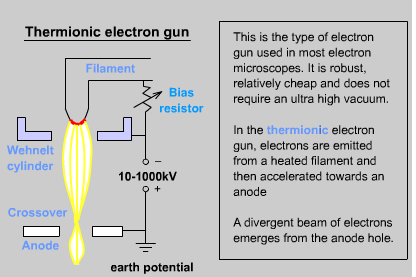 Thermionic electron gun
Filament
Bias
resistor
Wehnelt
cylinder
–
10-1000kV
+
Crossover
Anode
earth potential
This is the type of electron
gun used in most electron
microscopes. It is robust,
relatively cheap and does not
require an ultra high vacuum.
In the thermionic electron
gun, electrons are emitted
from a heated filament and
then accelerated towards an
anode
A divergent beam of electrons
emerges from the anode hole.